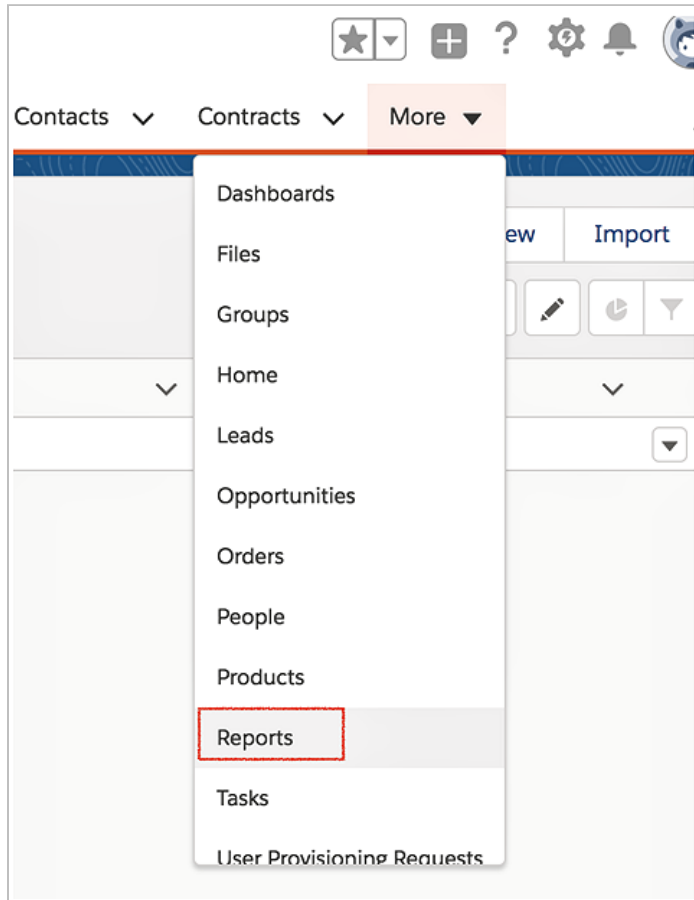 Contacts
Contracts
More
Dashboards
Files
ew
Import
Groups
Home
Leads
Opportunities
Orders
People
Products
Reports
Tasks
User Provisioning Requests